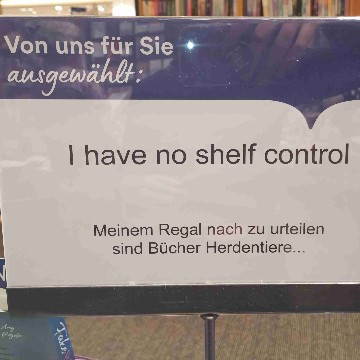 Von uns für Sie
ausgewählt:
I have no shelf control
Meinem Regal nach zu urteilen
sind Bücher Herdentiere...